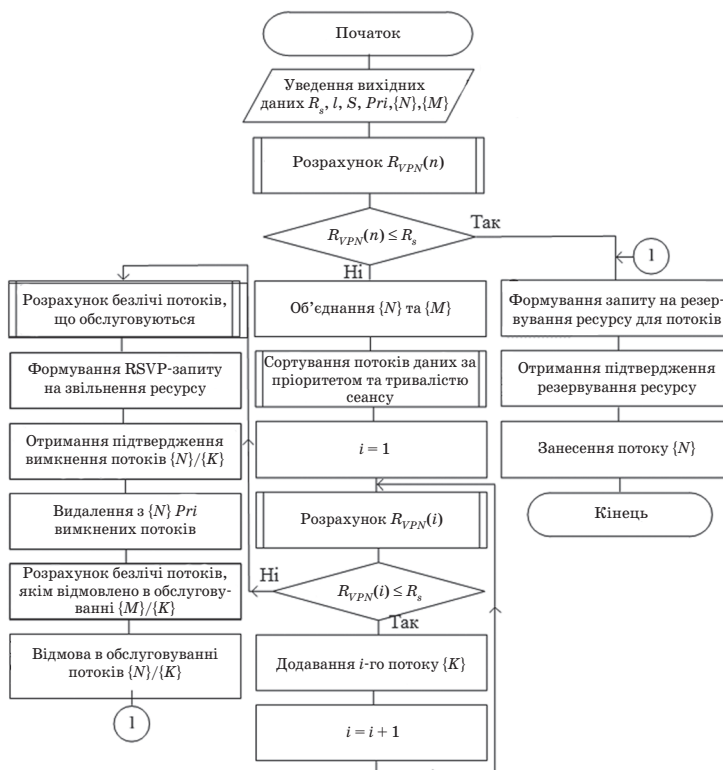 Початок
Уведення вихідних
даних R_s, l, S, Pri,{N},{M}
Розрахунок R_VPN(n)
R_VPN(n) ≤ R_s
Так
Ні
1
Розрахунок безлічі потоків,
що обслуговуються
Формування RSVP-запиту
на звільнення ресурсу
Отримання підтвердження
вимкнення потоків {N}/{K}
Видалення з {N} Pri
вимкнених потоків
Розрахунок безлічі потоків,
якім відмовлено в обслугову-
ванні {M}/{K}
Відмова в обслуговуванні
потоків {N}/{K}
1
Об’єднання {N} та {M}
Сортування потоків даних за
пріоритетом та тривалістю
сеансу
i = 1
Розрахунок R_VPN(i)
Ні
R_VPN(i) ≤ R_s
Так
Додавання i-го потоку {K}
i = i + 1
Формування запиту на резер-
вування ресурсу для потоків
Отримання підтвердження
резервування ресурсу
Занесення потоку {N}
Кінець